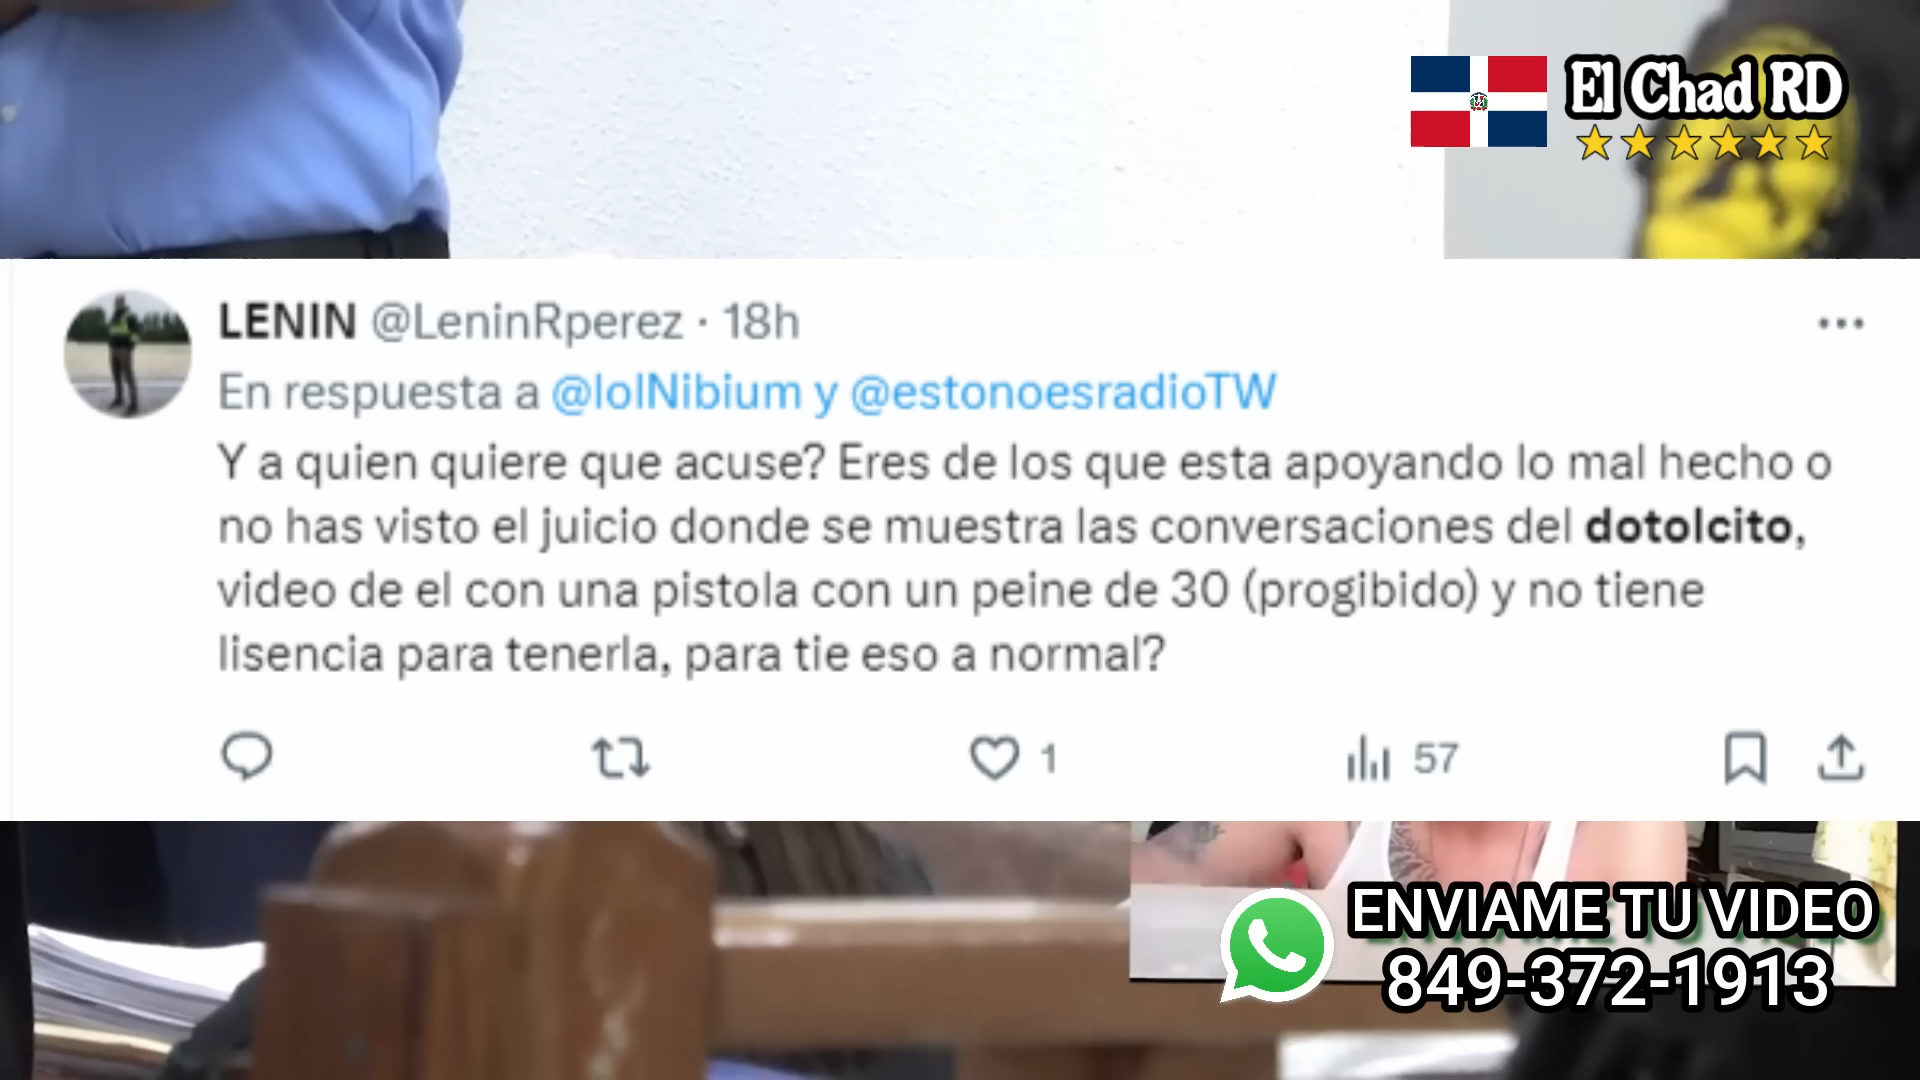 El Chad RD
LENIN @LeninRperez · 18h
En respuesta a @lolNibium y @estonoesradioTW
Y a quien quiere que acuse? Eres de los que esta apoyando lo mal hecho o
no has visto el juicio donde se muestra las conversaciones del dotolcito,
video de el con una pistola con un peine de 30 (progibido) y no tiene
lisencia para tenerla, para tie eso a normal?
1
57
ENVIAME TU VIDEO
849-372-1913